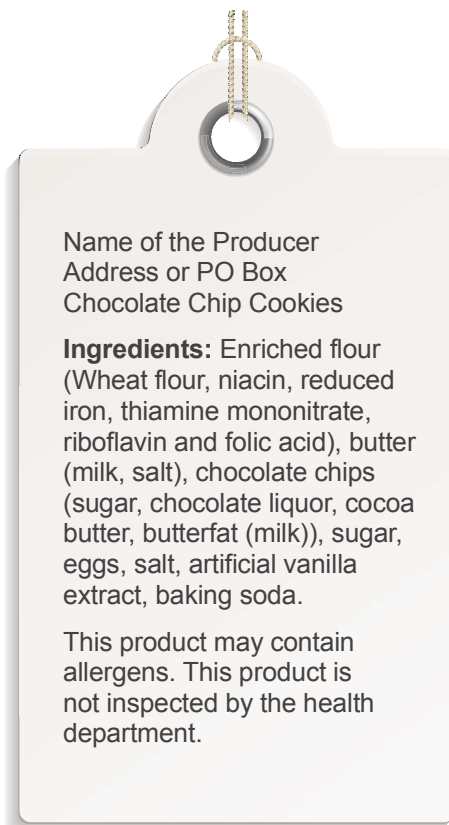 Name of the Producer
Address or PO Box
Chocolate Chip Cookies
Ingredients: Enriched flour
(Wheat flour, niacin, reduced
iron, thiamine mononitrate,
riboflavin and folic acid), butter
(milk, salt), chocolate chips
(sugar, chocolate liquor, cocoa
butter, butterfat (milk)), sugar,
eggs, salt, artificial vanilla
extract, baking soda.
This product may contain
allergens. This product is
not inspected by the health
department.